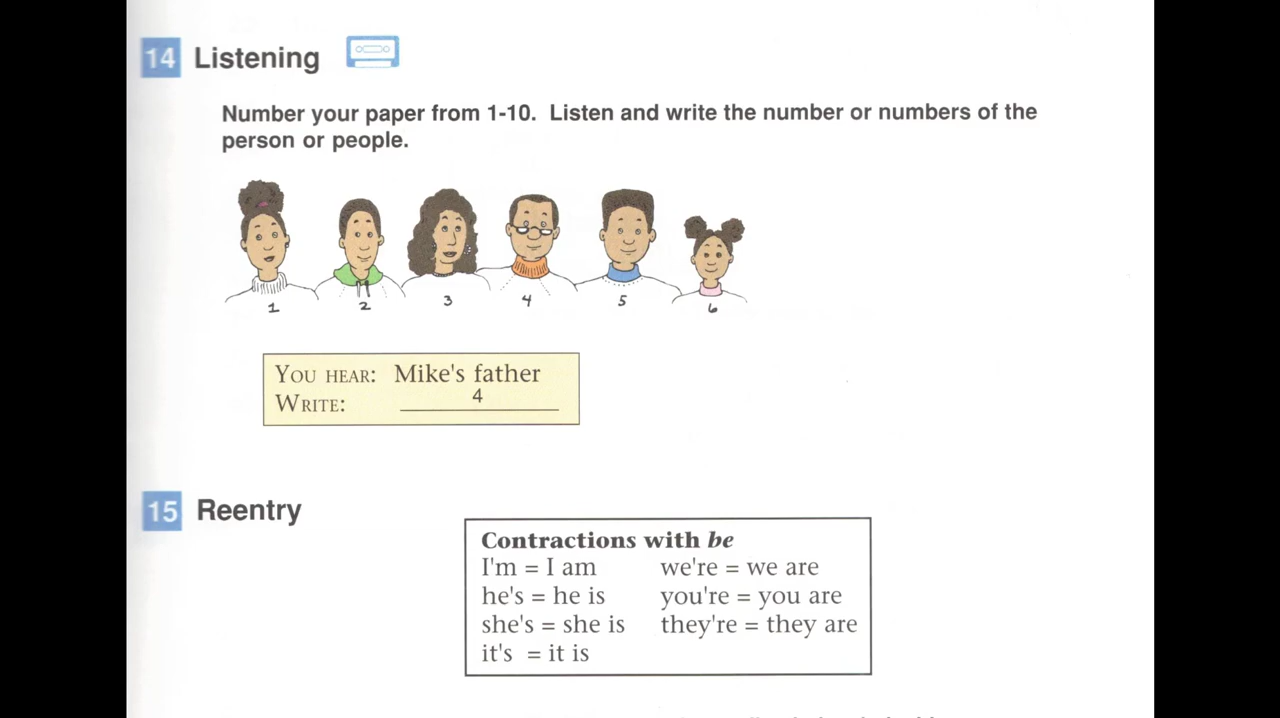 14 Listening
Number your paper from 1-10. Listen and write the number or numbers of the
person or people.
1 2 3 4 5 6
YOU HEAR: Mike's father
WRITE: 4
15 Reentry
Contractions with be
I'm = I am we're = we are
he's = he is you're = you are
she's = she is they're = they are
it's = it is